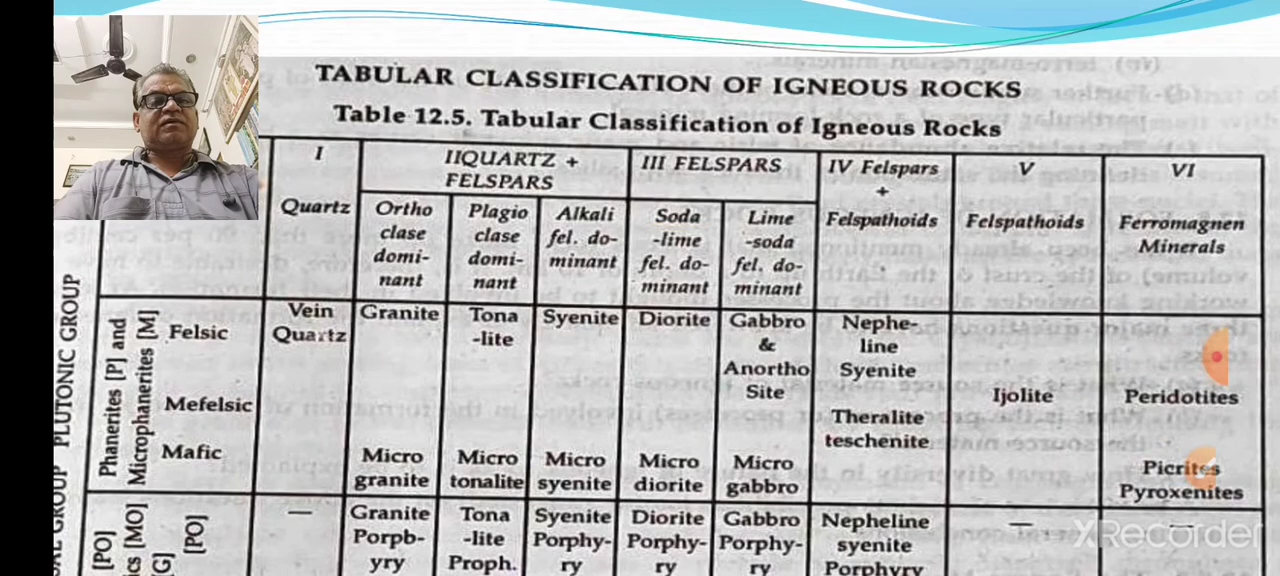 TABULAR CLASSIFICATION OF IGNEOUS ROCKS
Table 12.5. Tabular Classification of Igneous Rocks
I
Quartz
IIQUARTZ +
FELSPARS
III FELSPARS
IV Felspars
+
Felspathoids
V
Felspathoids
VI
Ferromagnen
Minerals
Ortho
clase
domi-
nant
Plagio
clase
domi-
nant
Alkali
fel. do-
minant
Soda
-lime
fel. do-
minant
Lime
-soda
fel. do-
minant
PLUTONIC GROUP
Phanerites [P] and
Microphanerites [M]
Felsic
Mefelsic
Mafic
Vein
Quartz
Granite
Micro
granite
Tona
-lite
Micro
tonalite
Syenite
Micro
syenite
Diorite
Micro
diorite
Gabbro
&
Anortho
Site
Micro
gabbro
Nephe-
line
Syenite
Theralite
teschenite
Ijolite
Peridotites
Picrites
Pyroxenites
GROUP
[PO]
[MO]
[G]
[PO]
—
Granite
Porpb-
yry
Tona
-lite
Proph.
Syenite
Porphy-
ry
Diorite
Porphy-
ry
Gabbro
Porphy-
ry
Nepheline
syenite
Porphyry
—
—
XRecorder